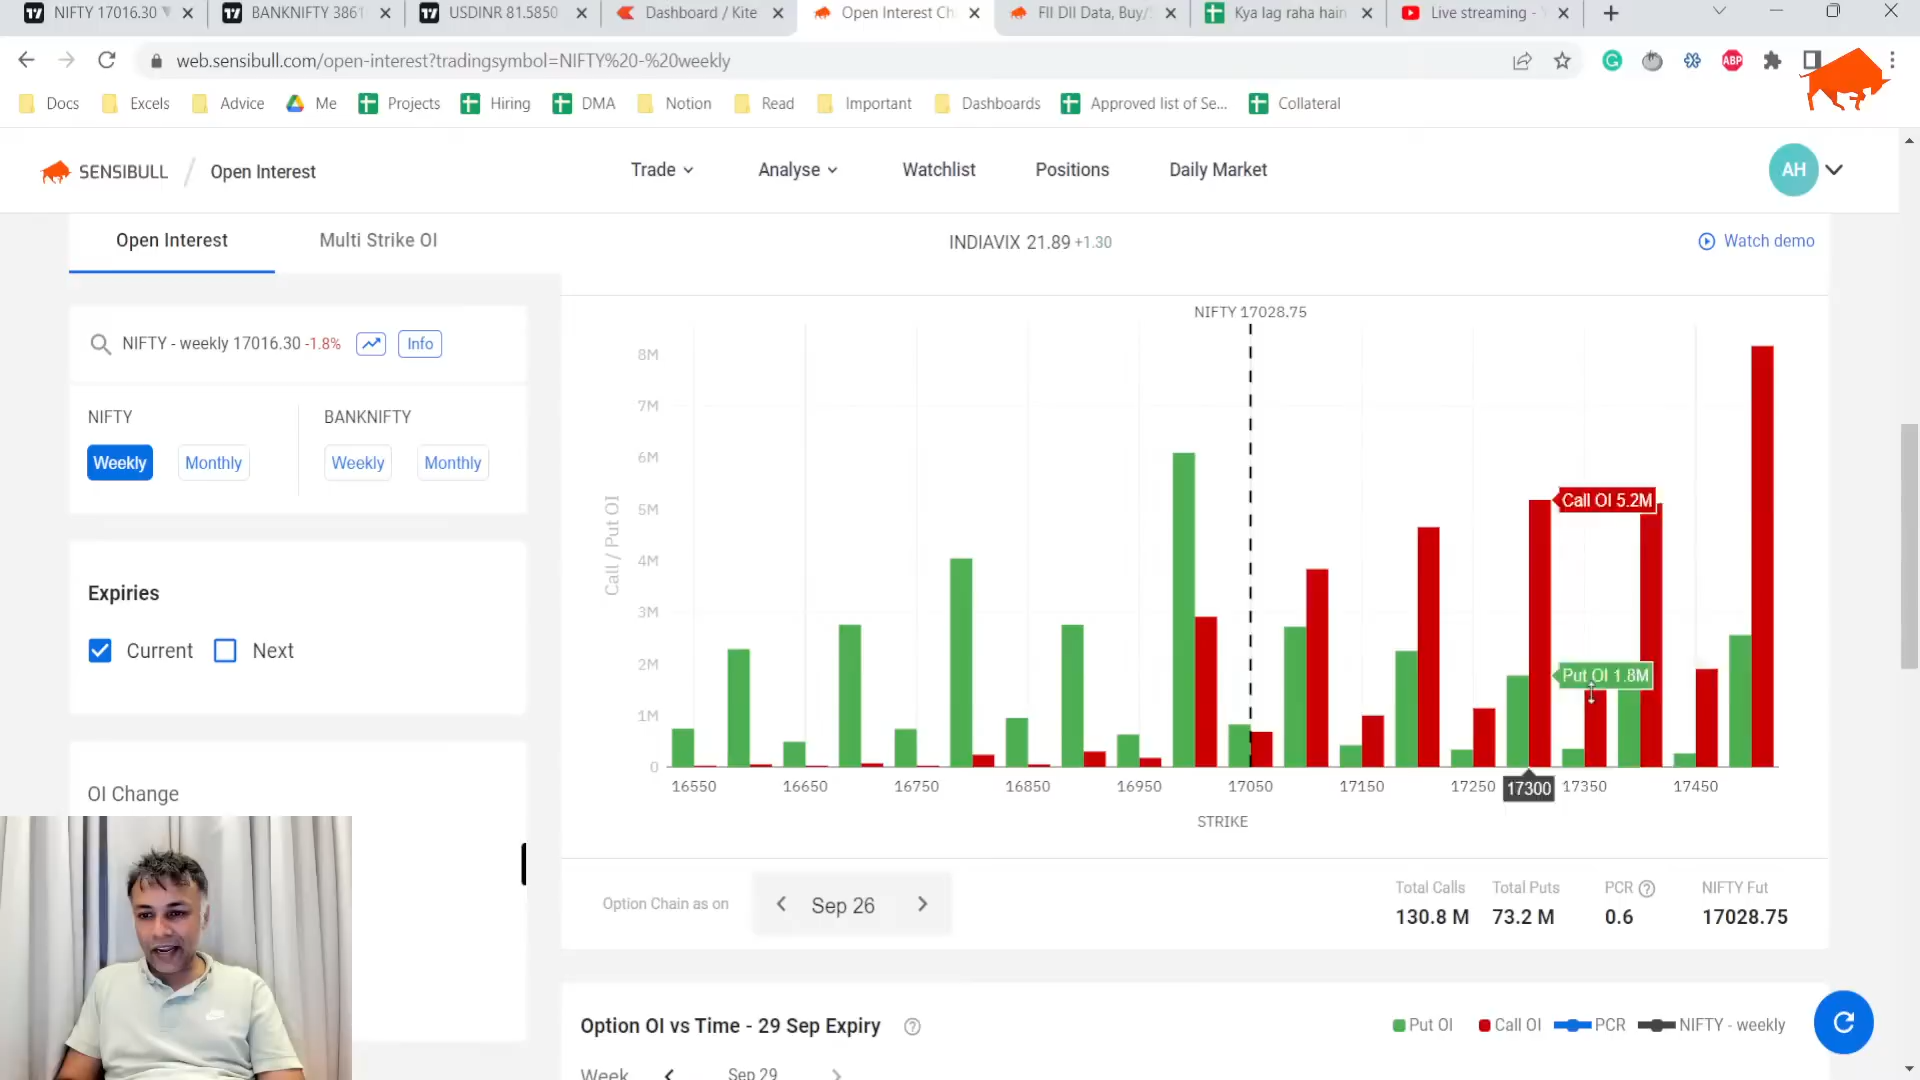 NIFTY 17016.30
BANKNIFTY 3861
USDINR 81.5850
Dashboard / Kite
Open Interest Ch
FII DII Data, Buy/
Kya lag raha hain
Live streaming -
web.sensibull.com/open-interest?tradingsymbol=NIFTY%20-%20weekly
Docs Excels Advice Me Projects Hiring DMA Notion Read Important Dashboards Approved list of Se... Collateral
SENSIBULL / Open Interest
Trade Analyse Watchlist Positions Daily Market
AH
Open Interest Multi Strike OI
INDIAVIX 21.89 +1.30
Watch demo
NIFTY - weekly 17016.30 -1.8% Info
NIFTY BANKNIFTY
Weekly Monthly Weekly Monthly
Expiries
Current Next
OI Change
NIFTY 17028.75
Call / Put OI
8M
7M
6M
5M
4M
3M
2M
1M
0
Call OI 5.2M
Put OI 1.8M
16550 16650 16750 16850 16950 17050 17150 17250 17300 17350 17450
STRIKE
Option Chain as on Sep 26
Total Calls Total Puts PCR NIFTY Fut
130.8 M 73.2 M 0.6 17028.75
Option OI vs Time - 29 Sep Expiry
Put OI Call OI PCR NIFTY - weekly
Week Sep 29
ABP